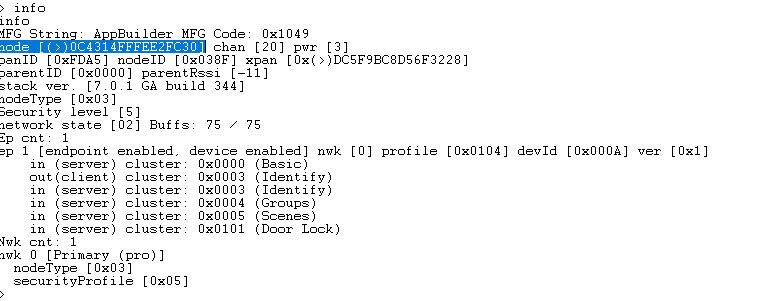 > info
info
MFG String: AppBuilder MFG Code: 0x1049
node [(>)0C4314FFFEE2FC30] chan [20] pwr [3]
panID [0xFDA5] nodeID [0x038F] xpan [0x(>)DC5F9BC8D56F3228]
parentID [0x0000] parentRssi [-11]
stack ver. [7.0.1 GA build 344]
nodeType [0x03]
Security level [5]
network state [02] Buffs: 75 / 75
Ep cnt: 1
ep 1 [endpoint enabled, device enabled] nwk [0] profile [0x0104] devId [0x000A] ver [0x1]
in (server) cluster: 0x0000 (Basic)
out(client) cluster: 0x0003 (Identify)
in (server) cluster: 0x0003 (Identify)
in (server) cluster: 0x0004 (Groups)
in (server) cluster: 0x0005 (Scenes)
in (server) cluster: 0x0101 (Door Lock)
Nwk cnt: 1
nwk 0 [Primary (pro)]
nodeType [0x03]
securityProfile [0x05]
>